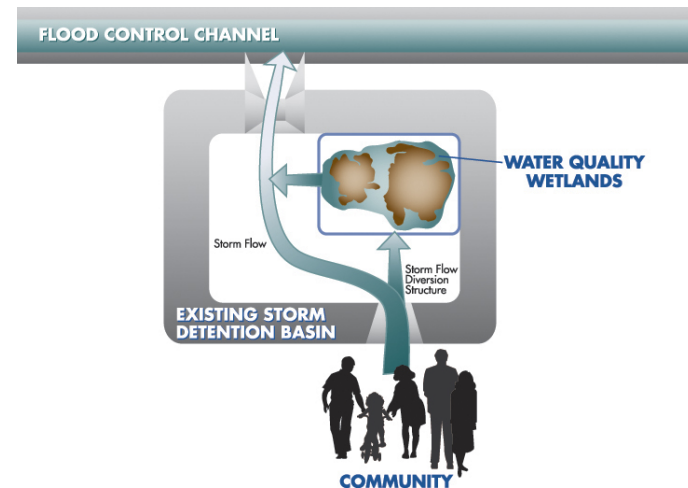 FLOOD CONTROL CHANNEL
WATER QUALITY
WETLANDS
Storm Flow
Storm Flow
Diversion
Structure
EXISTING STORM
DETENTION BASIN
COMMUNITY